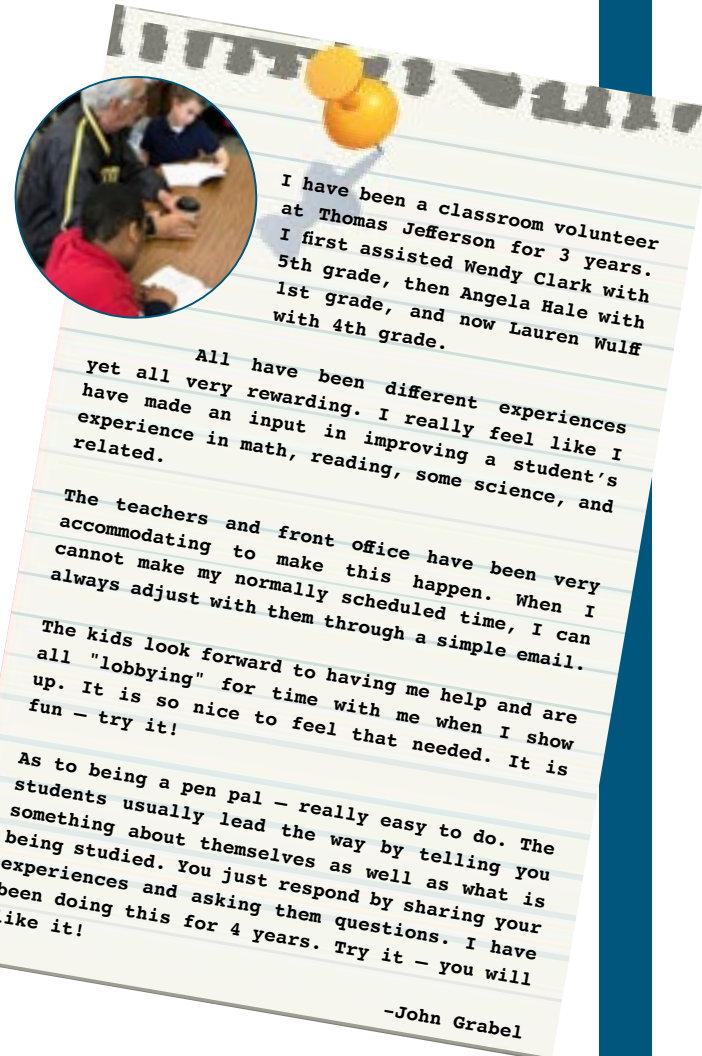 I have been a classroom volunteer
at Thomas Jefferson for 3 years.
I first assisted Wendy Clark with
5th grade, then Angela Hale with
1st grade, and now Lauren Wulff
with 4th grade.
All have been different experiences
yet all very rewarding. I really feel like I
have made an input in improving a student's
experience in math, reading, some science, and
related.
The teachers and front office have been very
accommodating to make this happen. When I
cannot make my normally scheduled time, I can
always adjust with them through a simple email.
The kids look forward to having me help and are
all "lobbying" for time with me when I show
up. It is so nice to feel that needed. It is
fun – try it!
As to being a pen pal – really easy to do. The
students usually lead the way by telling you
something about themselves as well as what is
being studied. You just respond by sharing your
experiences and asking them questions. I have
been doing this for 4 years. Try it – you will
like it!
-John Grabel